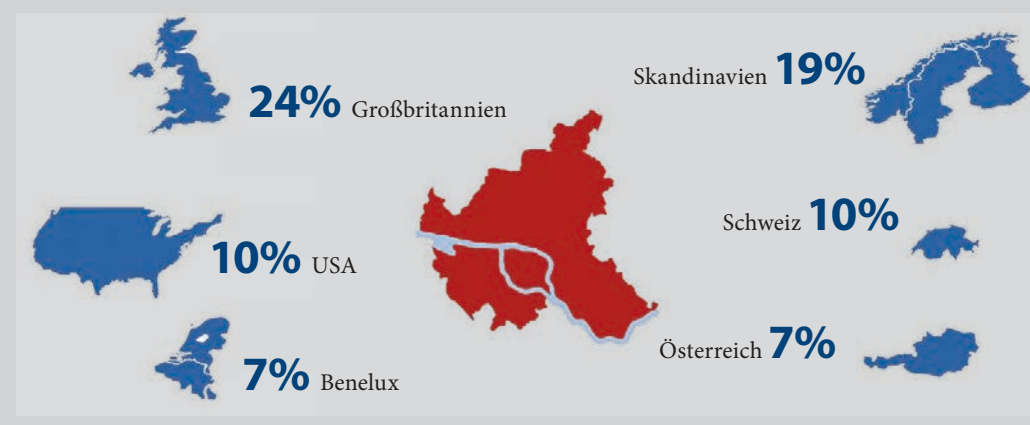 24% Großbritannien
10% USA
7% Benelux
Skandinavien 19%
Schweiz 10%
Österreich 7%